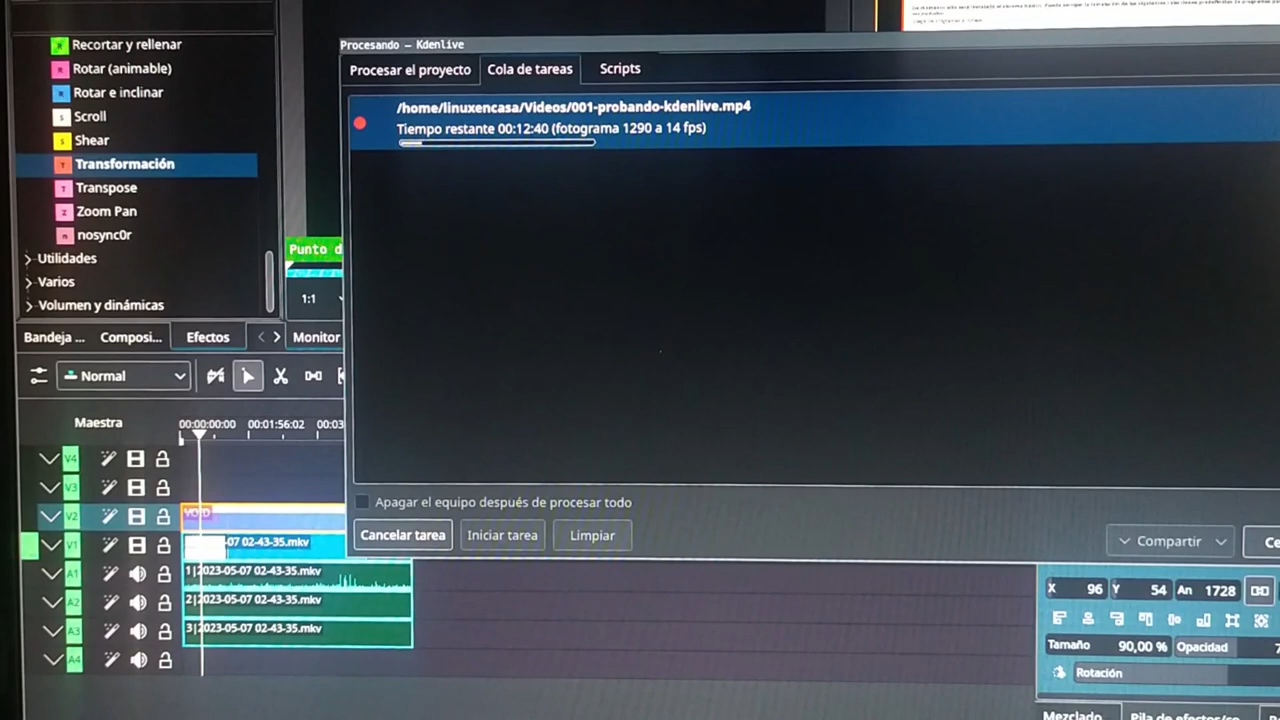 Recortar y rellenar
Rotar (animable)
Rotar e inclinar
Scroll
Shear
Transformación
Transpose
Zoom Pan
nosync0r
Utilidades
Varios
Volumen y dinámicas
Bandeja ...
Composi...
Efectos
Monitor
Punto d
1:1
Procesando — Kdenlive
Procesar el proyecto
Cola de tareas
Scripts
/home/linuxencasa/Videos/001-probando-kdenlive.mp4
Tiempo restante 00:12:40 (fotograma 1290 a 14 fps)
Apagar el equipo después de procesar todo
Cancelar tarea
Iniciar tarea
Limpiar
Compartir
Ce
Normal
Maestra
00:00:00:00
00:01:56:02
00:03
V4
V3
V2
V1
-07 02-43-35.mkv
A1
1|2023-05-07 02-43-35.mkv
A2
2|2023-05-07 02-43-35.mkv
A3
3|2023-05-07 02-43-35.mkv
A4
X 96 Y 54 An 1728
Tamaño 90,00 % Opacidad
Rotación
Mezclado